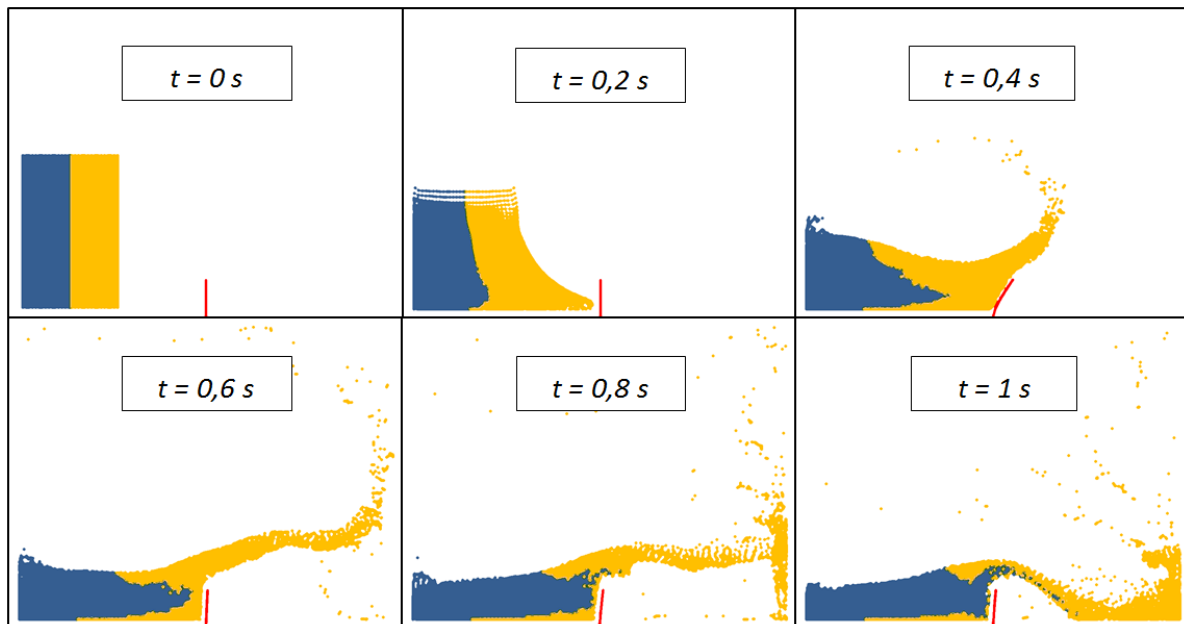 t = 0 s
t = 0,2 s
t = 0,4 s
t = 0,6 s
t = 0,8 s
t = 1 s